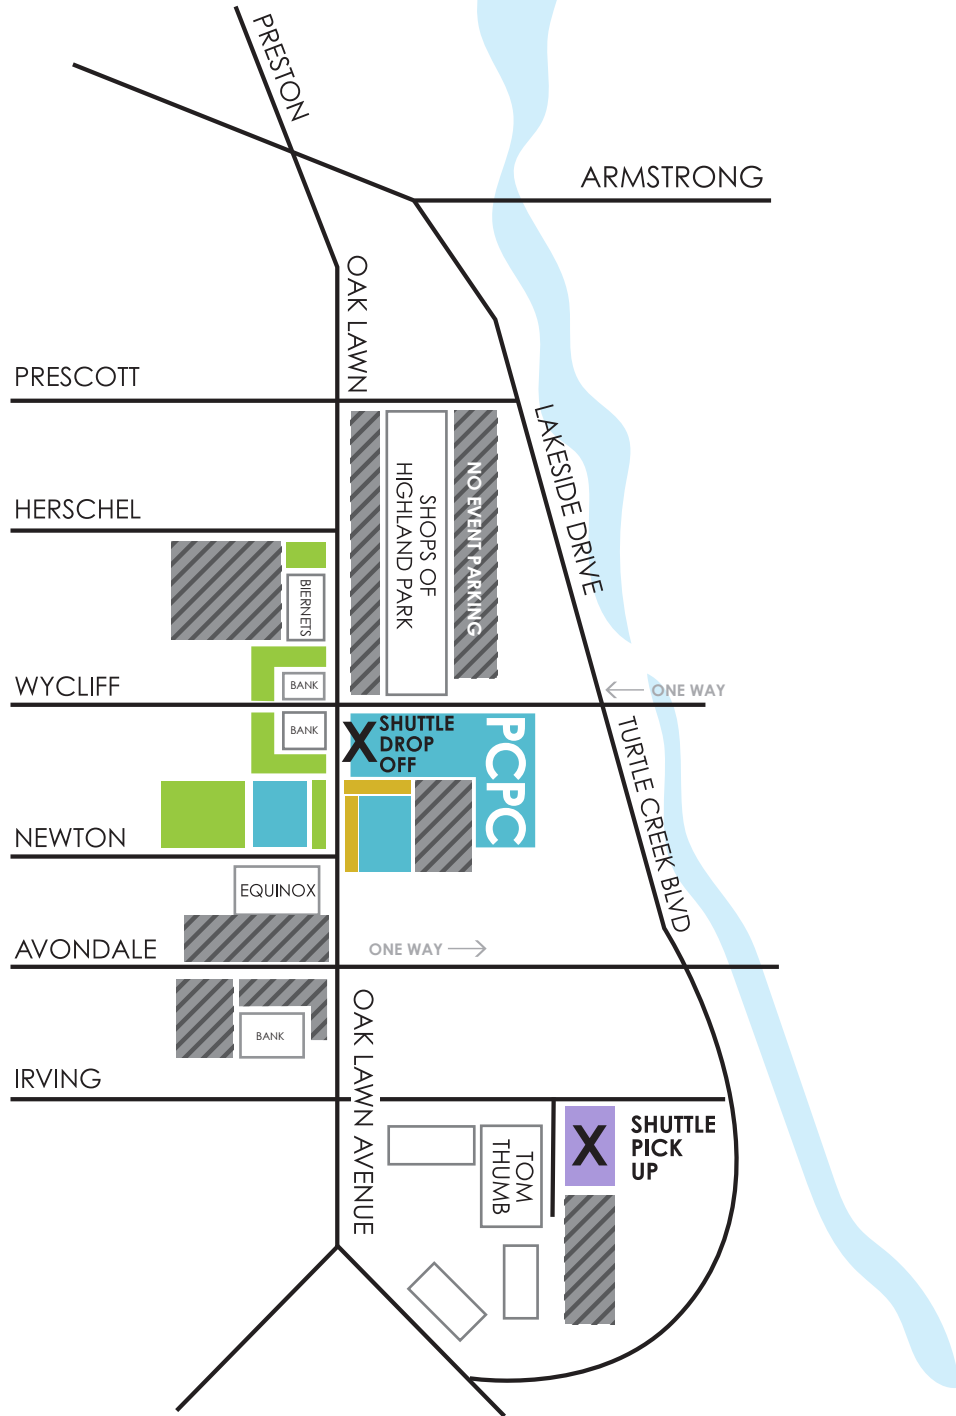 PRESTON
ARMSTRONG
OAK LAWN
PRESCOTT
LAKESIDE DRIVE
NO EVENT PARKING
SHOPS OF
HIGHLAND PARK
HERSCHEL
BIERNETS
WYCLIFF
BANK
ONE WAY
BANK
X
SHUTTLE
DROP
OFF
PCPC
TURTLE CREEK BLVD
NEWTON
EQUINOX
AVONDALE
ONE WAY
OAK LAWN AVENUE
BANK
IRVING
TOM
THUMB
X
SHUTTLE
PICK
UP